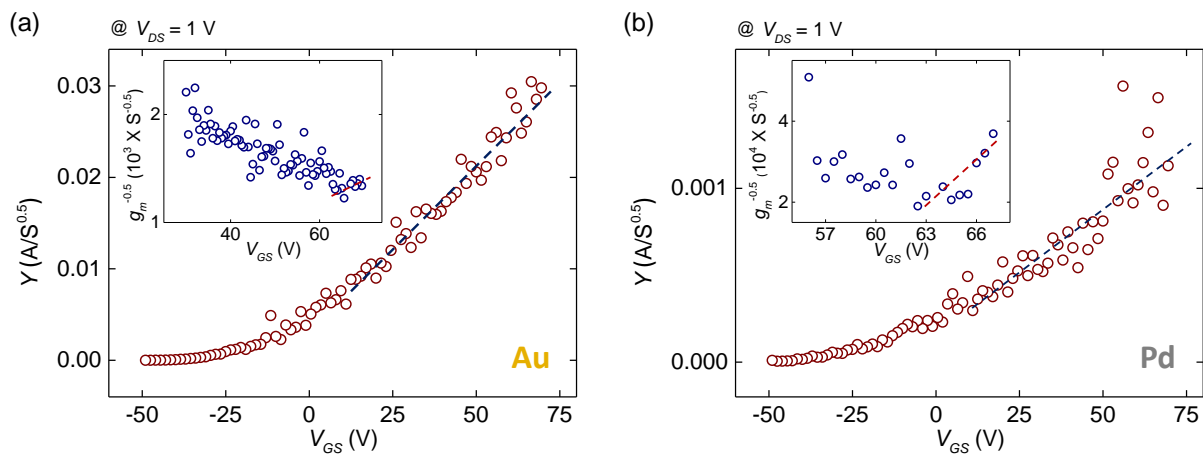 (a)
@ V_DS = 1 V
Y (A/S^0.5)
0.03
0.02
0.01
0.00
g_m^-0.5 (10^3 X S^-0.5)
2
1
40 60
V_GS (V)
Au
-50 -25 0 25 50 75
V_GS (V)
(b)
@ V_DS = 1 V
Y (A/S^0.5)
0.001
0.000
g_m^-0.5 (10^4 X S^-0.5)
4
2
57 60 63 66
V_GS (V)
Pd
-50 -25 0 25 50 75
V_GS (V)